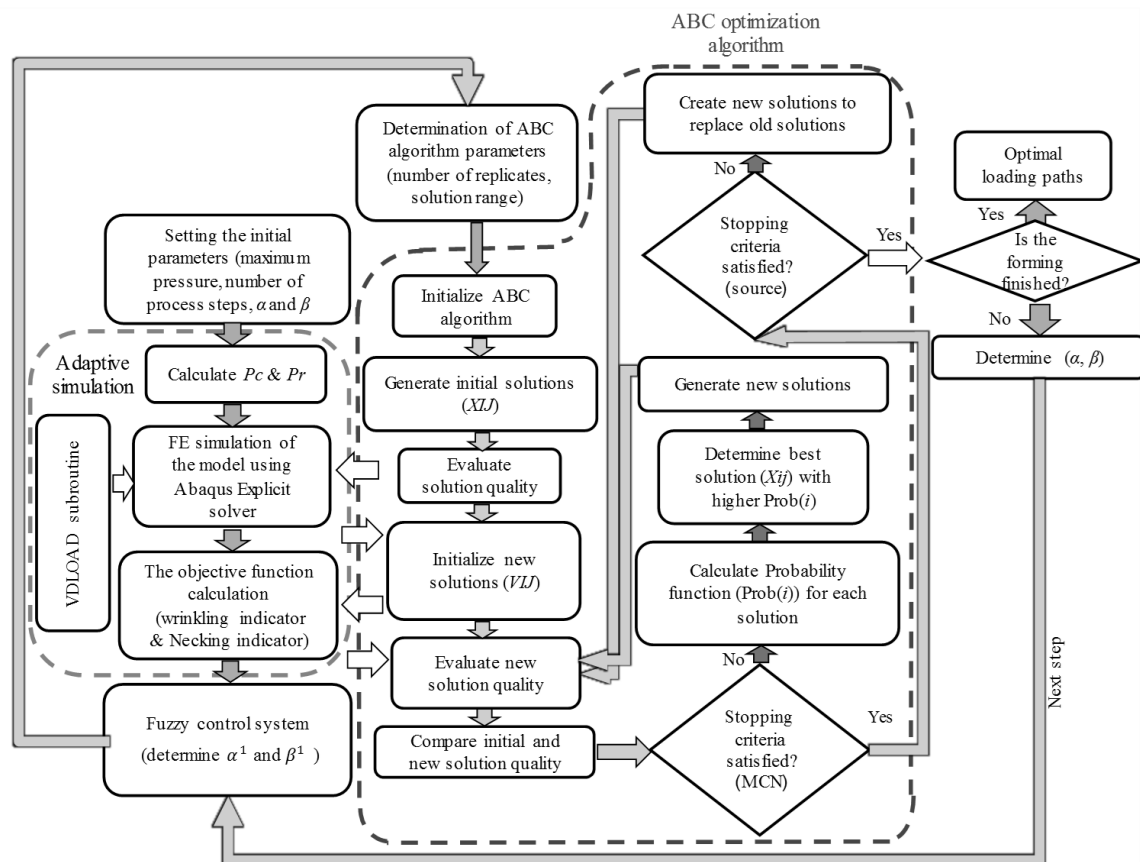 ABC optimization
algorithm
Determination of ABC
algorithm parameters
(number of replicates,
solution range)
Create new solutions to
replace old solutions
No
Stopping
criteria
satisfied?
(source)
Yes
Optimal
loading paths
Yes
Is the
forming
finished?
No
Determine (α, β)
Next step
Setting the initial
parameters (maximum
pressure, number of
process steps, α and β
Adaptive
simulation
Calculate Pc & Pr
VDLOAD subroutine
FE simulation of
the model using
Abaqus Explicit
solver
The objective function
calculation
(wrinkling indicator
& Necking indicator)
Fuzzy control system
(determine α¹ and β¹ )
Initialize ABC
algorithm
Generate initial solutions
(XIJ)
Evaluate
solution quality
Initialize new
solutions (VIJ)
Evaluate new
solution quality
Compare initial and
new solution quality
Generate new solutions
Determine best
solution (Xij) with
higher Prob(i)
Calculate Probability
function (Prob(i)) for each
solution
No
Stopping
criteria
satisfied?
(MCN)
Yes